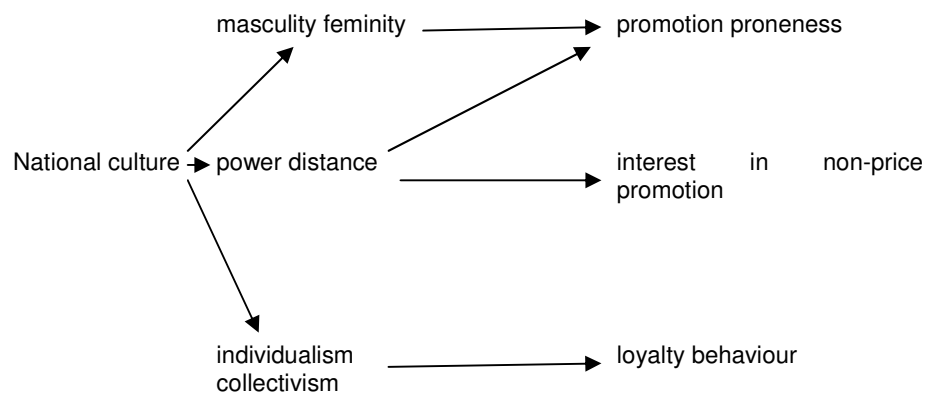 masculity feminity
promotion proneness
National culture
power distance
interest in non-price
promotion
individualism
collectivism
loyalty behaviour